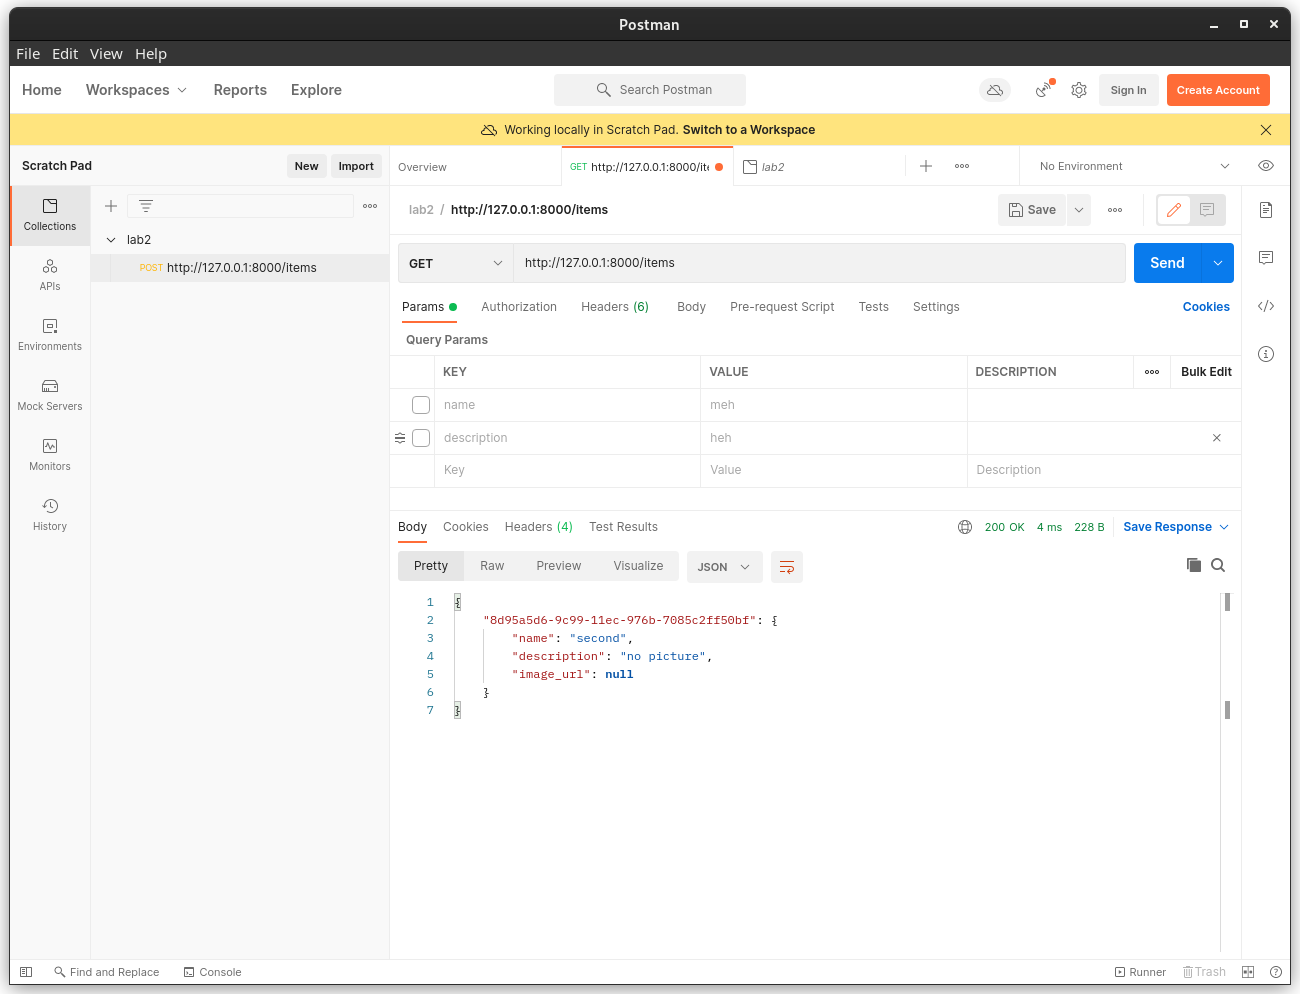 Postman
File Edit View Help
Home Workspaces Reports Explore Search Postman Sign In Create Account
Working locally in Scratch Pad. Switch to a Workspace
Scratch Pad New Import Overview GET http://127.0.0.1:8000/ite lab2 No Environment
Collections
APIs
Environments
Mock Servers
Monitors
History
lab2
POST http://127.0.0.1:8000/items
lab2 / http://127.0.0.1:8000/items Save
GET http://127.0.0.1:8000/items Send
Params Authorization Headers (6) Body Pre-request Script Tests Settings Cookies
Query Params
KEY VALUE DESCRIPTION Bulk Edit
name meh
description heh
Key Value Description
Body Cookies Headers (4) Test Results 200 OK 4 ms 228 B Save Response
Pretty Raw Preview Visualize JSON
1 {
2 "8d95a5d6-9c99-11ec-976b-7085c2ff50bf": {
3 "name": "second",
4 "description": "no picture",
5 "image_url": null
6 }
7 }
Find and Replace Console Runner Trash